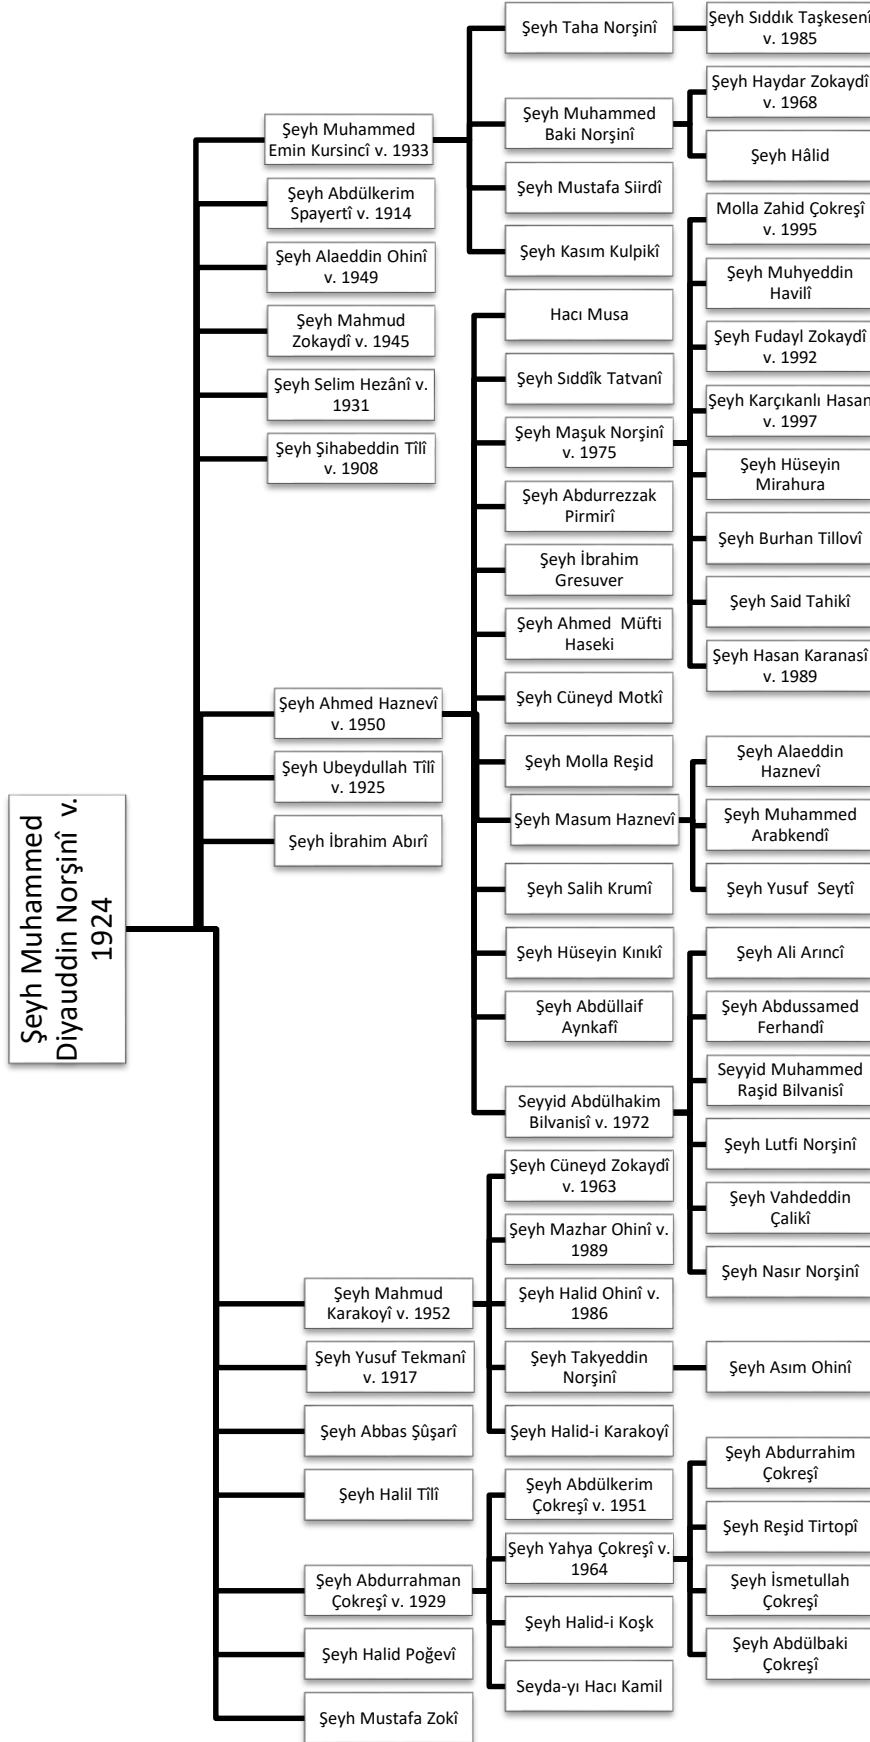 Şeyh Muhammed
Diyauddin Norşinî v.
1924
Şeyh Muhammed
Emin Kursincî v. 1933
Şeyh Taha Norşinî
Şeyh Sıddık Taşkesenî
v. 1985
Şeyh Muhammed
Baki Norşinî
Şeyh Haydar Zokaydî
v. 1968
Şeyh Hâlid
Şeyh Mustafa Siirdî
Şeyh Kasım Kulpikî
Şeyh Abdülkerim
Spayertî v. 1914
Şeyh Alaeddin Ohinî
v. 1949
Şeyh Mahmud
Zokaydî v. 1945
Şeyh Selim Hezânî v.
1931
Şeyh Şihabeddin Tîlî
v. 1908
Şeyh Ahmed Haznevî
v. 1950
Hacı Musa
Şeyh Sıddîk Tatvanî
Şeyh Maşuk Norşinî
v. 1975
Molla Zahid Çokreşî
v. 1995
Şeyh Muhyeddin
Havilî
Şeyh Fudayl Zokaydî
v. 1992
Şeyh Karçıkanlı Hasan
v. 1997
Şeyh Hüseyin
Mirahura
Şeyh Burhan Tillovî
Şeyh Said Tahikî
Şeyh Hasan Karanasî
v. 1989
Şeyh Abdurrezzak
Pirmirî
Şeyh İbrahim
Gresuver
Şeyh Ahmed  Müfti
Haseki
Şeyh Cüneyd Motkî
Şeyh Molla Reşid
Şeyh Masum Haznevî
Şeyh Alaeddin
Haznevî
Şeyh Muhammed
Arabkendî
Şeyh Yusuf  Seytî
Şeyh Salih Krumî
Şeyh Hüseyin Kınıkî
Şeyh Abdüllaif
Aynkafî
Seyyid Abdülhakim
Bilvanisî v. 1972
Şeyh Ali Arıncî
Şeyh Abdussamed
Ferhandî
Seyyid Muhammed
Raşid Bilvanisî
Şeyh Lutfi Norşinî
Şeyh Vahdeddin
Çalikî
Şeyh Nasır Norşinî
Şeyh Ubeydullah Tîlî
v. 1925
Şeyh İbrahim Abırî
Şeyh Mahmud
Karakoyî v. 1952
Şeyh Cüneyd Zokaydî
v. 1963
Şeyh Mazhar Ohinî v.
1989
Şeyh Halid Ohinî v.
1986
Şeyh Takyeddin
Norşinî
Şeyh Asım Ohinî
Şeyh Halid-i Karakoyî
Şeyh Yusuf Tekmanî
v. 1917
Şeyh Abbas Şûşarî
Şeyh Halil Tîlî
Şeyh Abdurrahman
Çokreşî v. 1929
Şeyh Abdülkerim
Çokreşî v. 1951
Şeyh Yahya Çokreşî v.
1964
Şeyh Abdurrahim
Çokreşî
Şeyh Reşid Tirtopî
Şeyh İsmetullah
Çokreşî
Şeyh Abdülbaki
Çokreşî
Şeyh Halid-i Koşk
Seyda-yı Hacı Kamil
Şeyh Halid Poğevî
Şeyh Mustafa Zokî